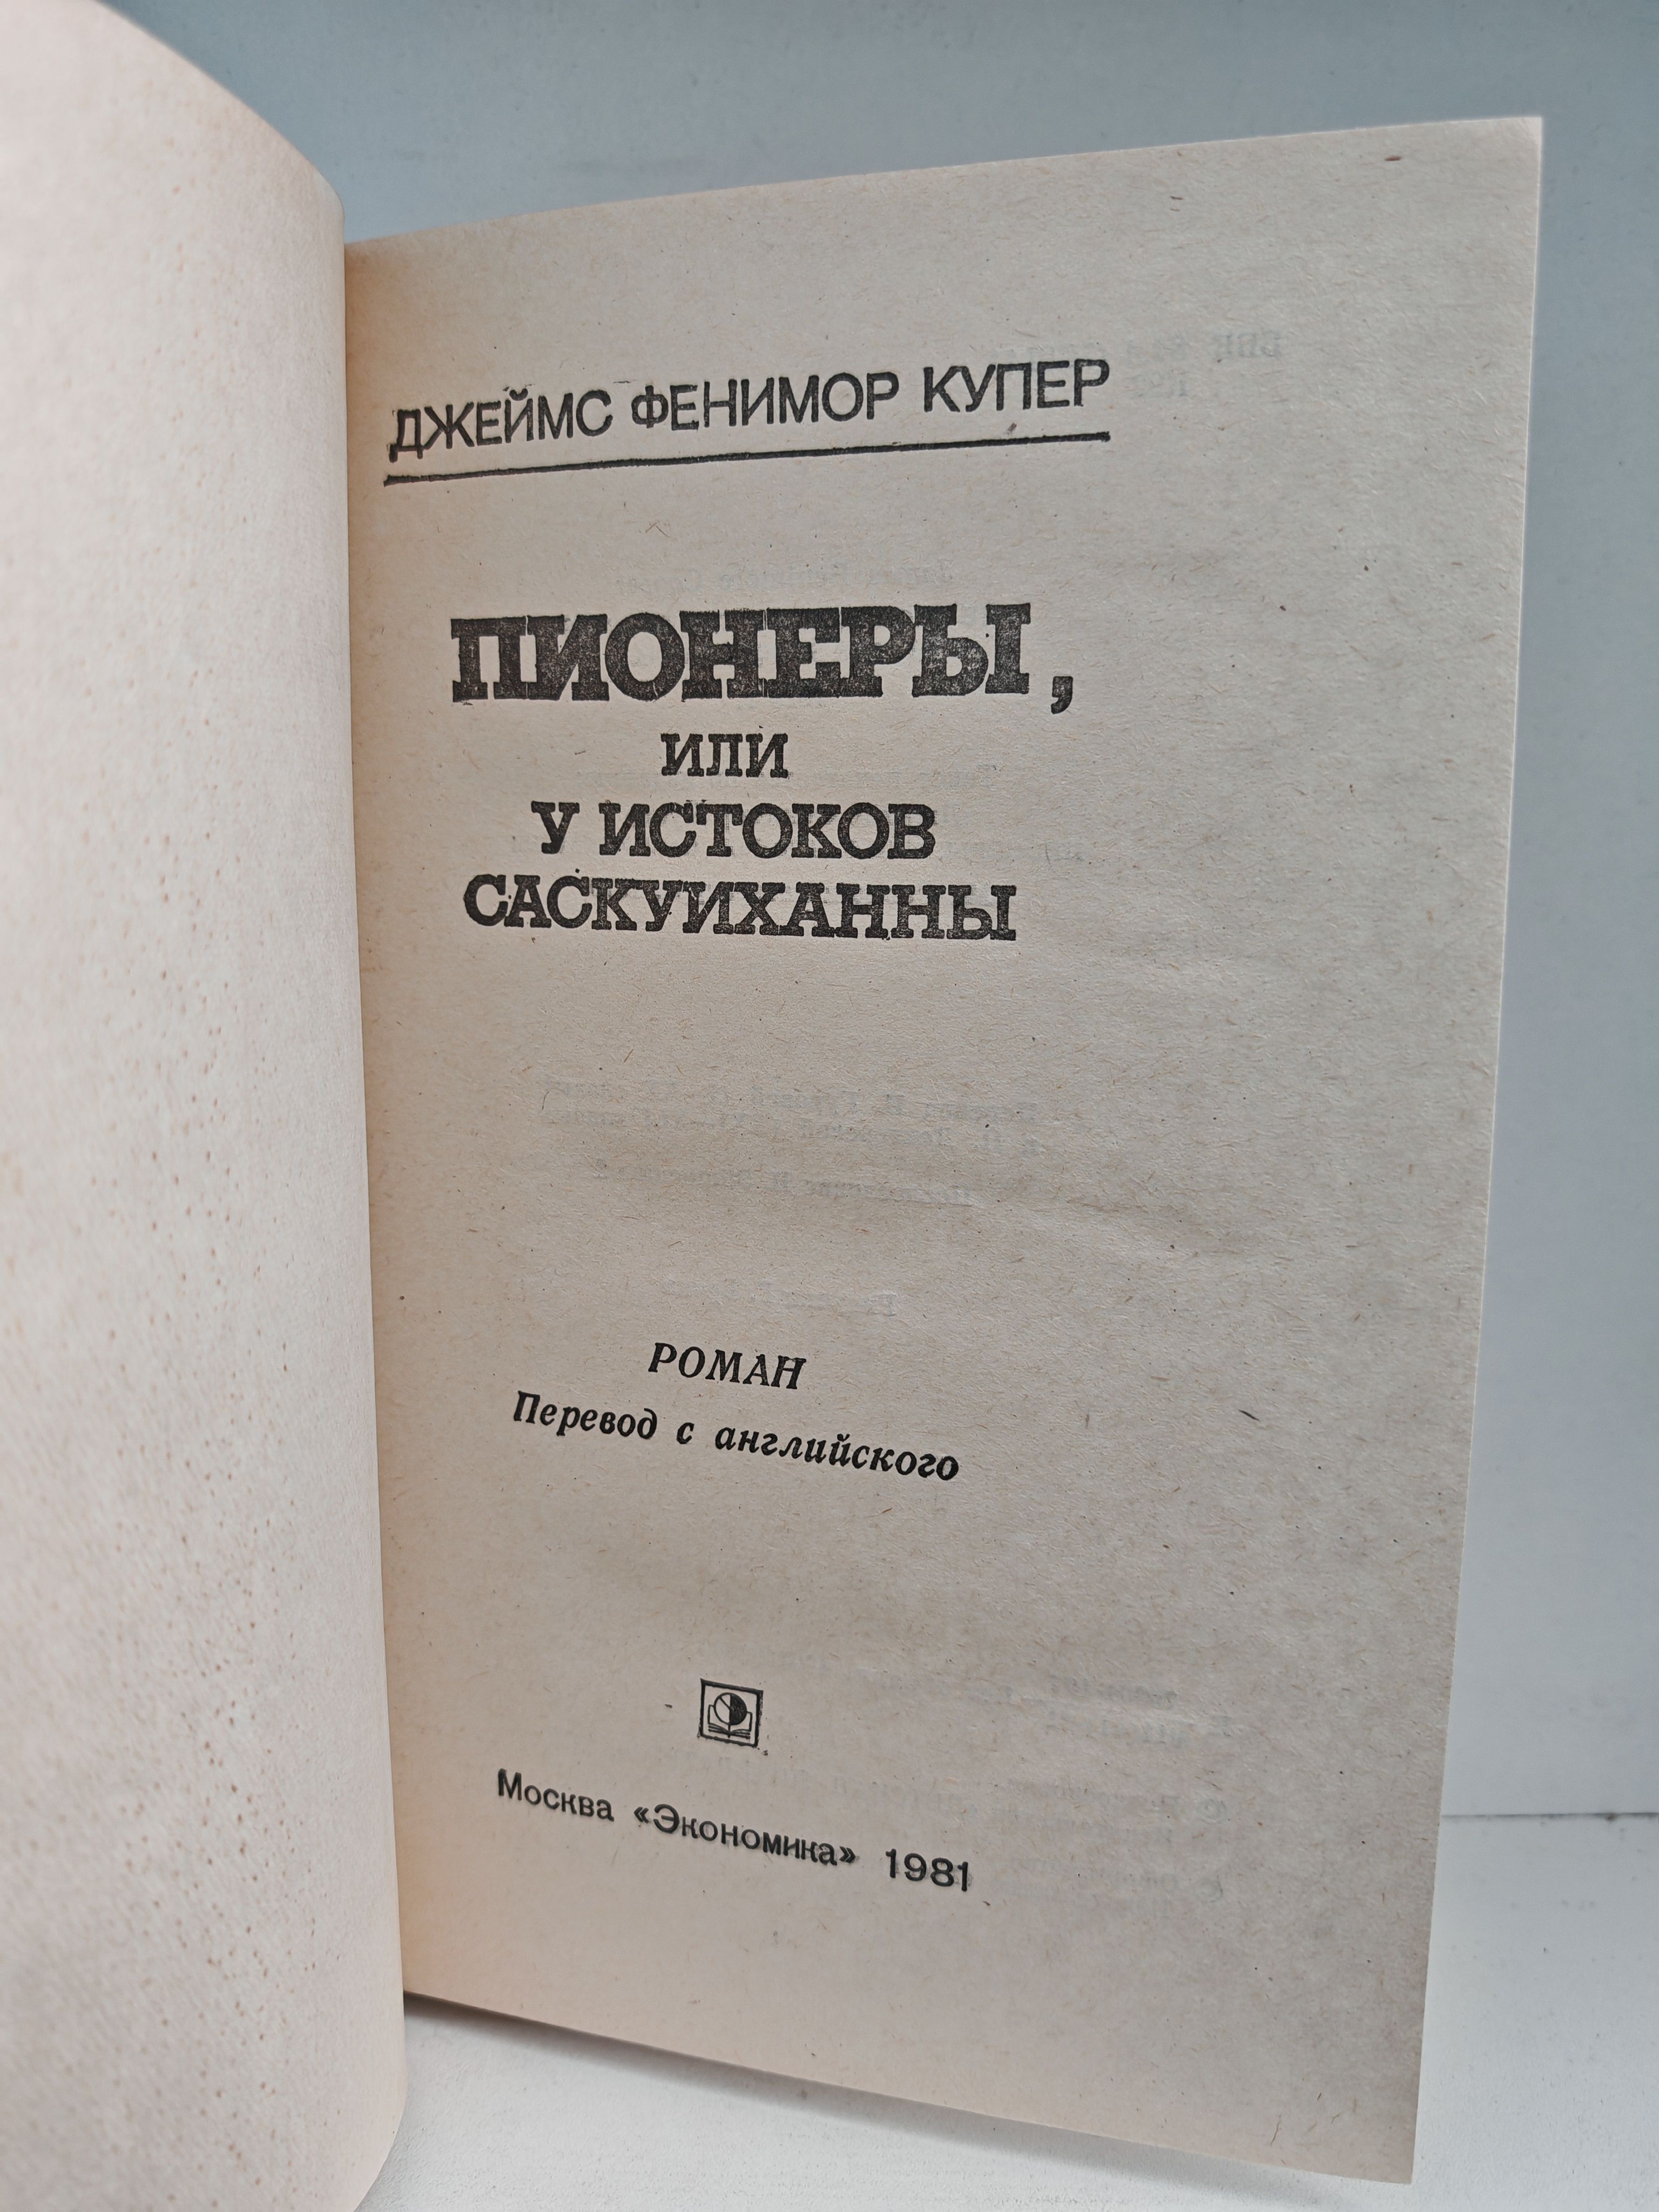 ДЖЕЙМС ФЕНИМОР КУПЕР
ПИОНЕРЫ,
ИЛИ
У ИСТОКОВ
САСКУИХАННЫ
РОМАН
Перевод с английского
Москва «Экономика» 1981